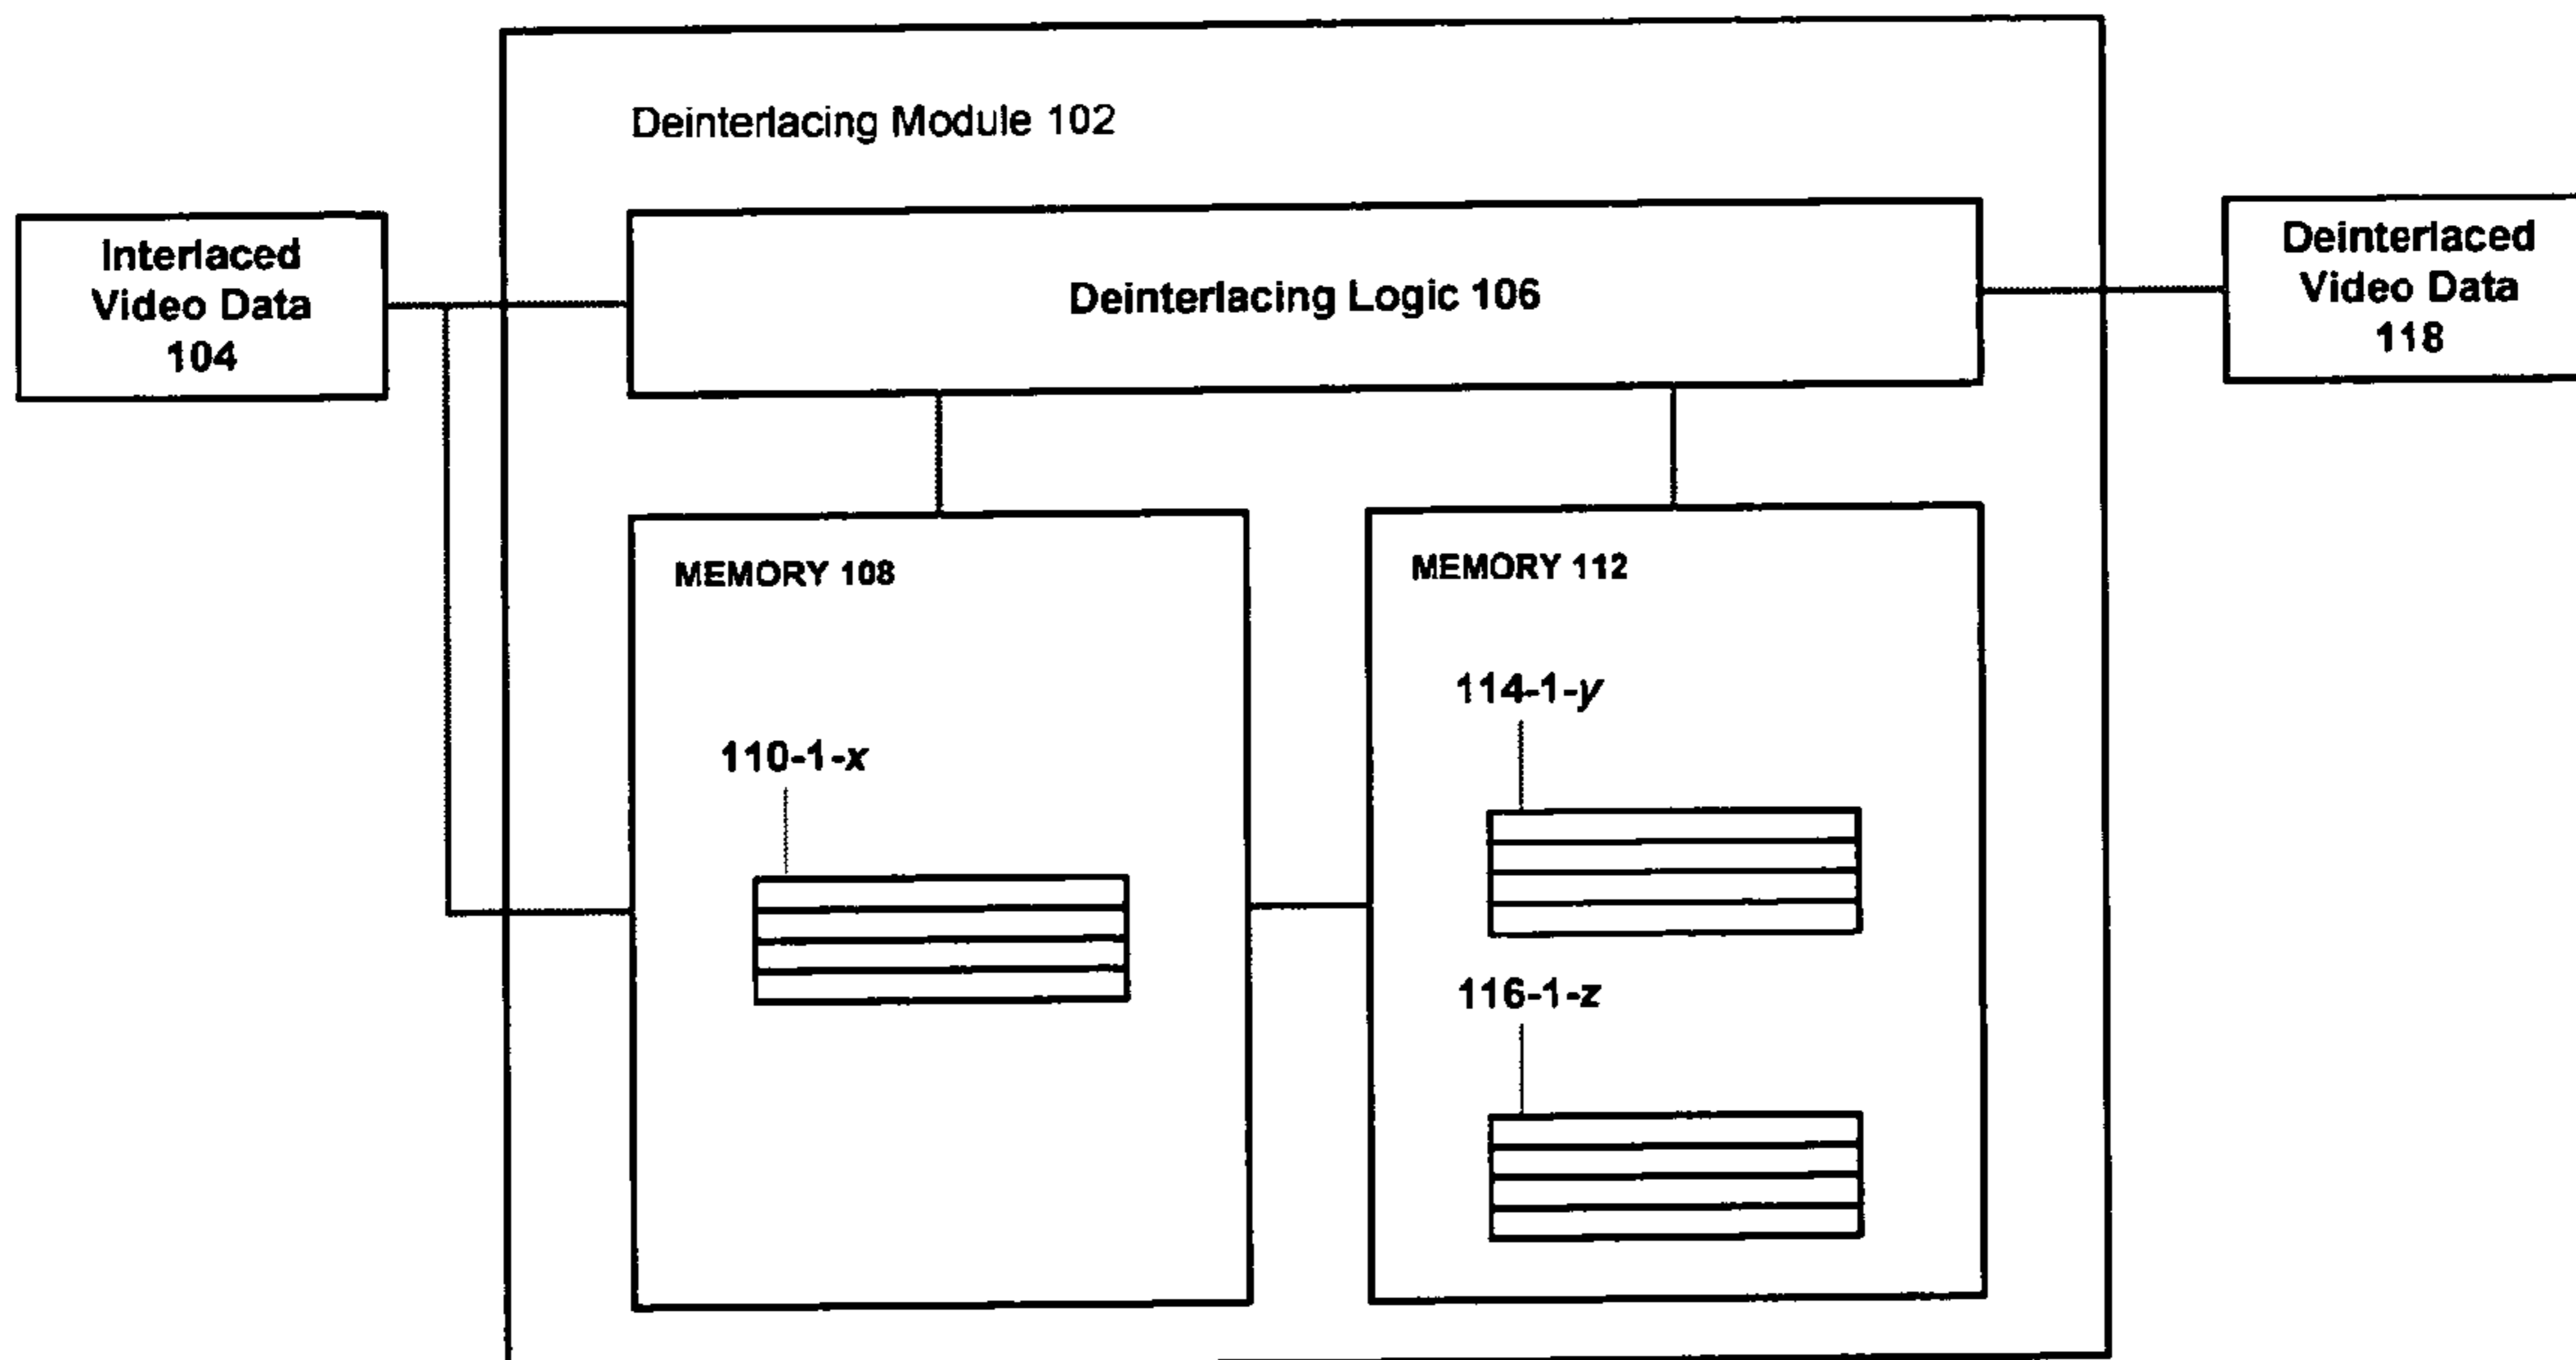 Deinterlacing Module 102
Interlaced
Video Data
104
Deinterlacing Logic 106
Deinterlaced
Video Data
118
MEMORY 108
MEMORY 112
114-1-y
110-1-x
116-1-z